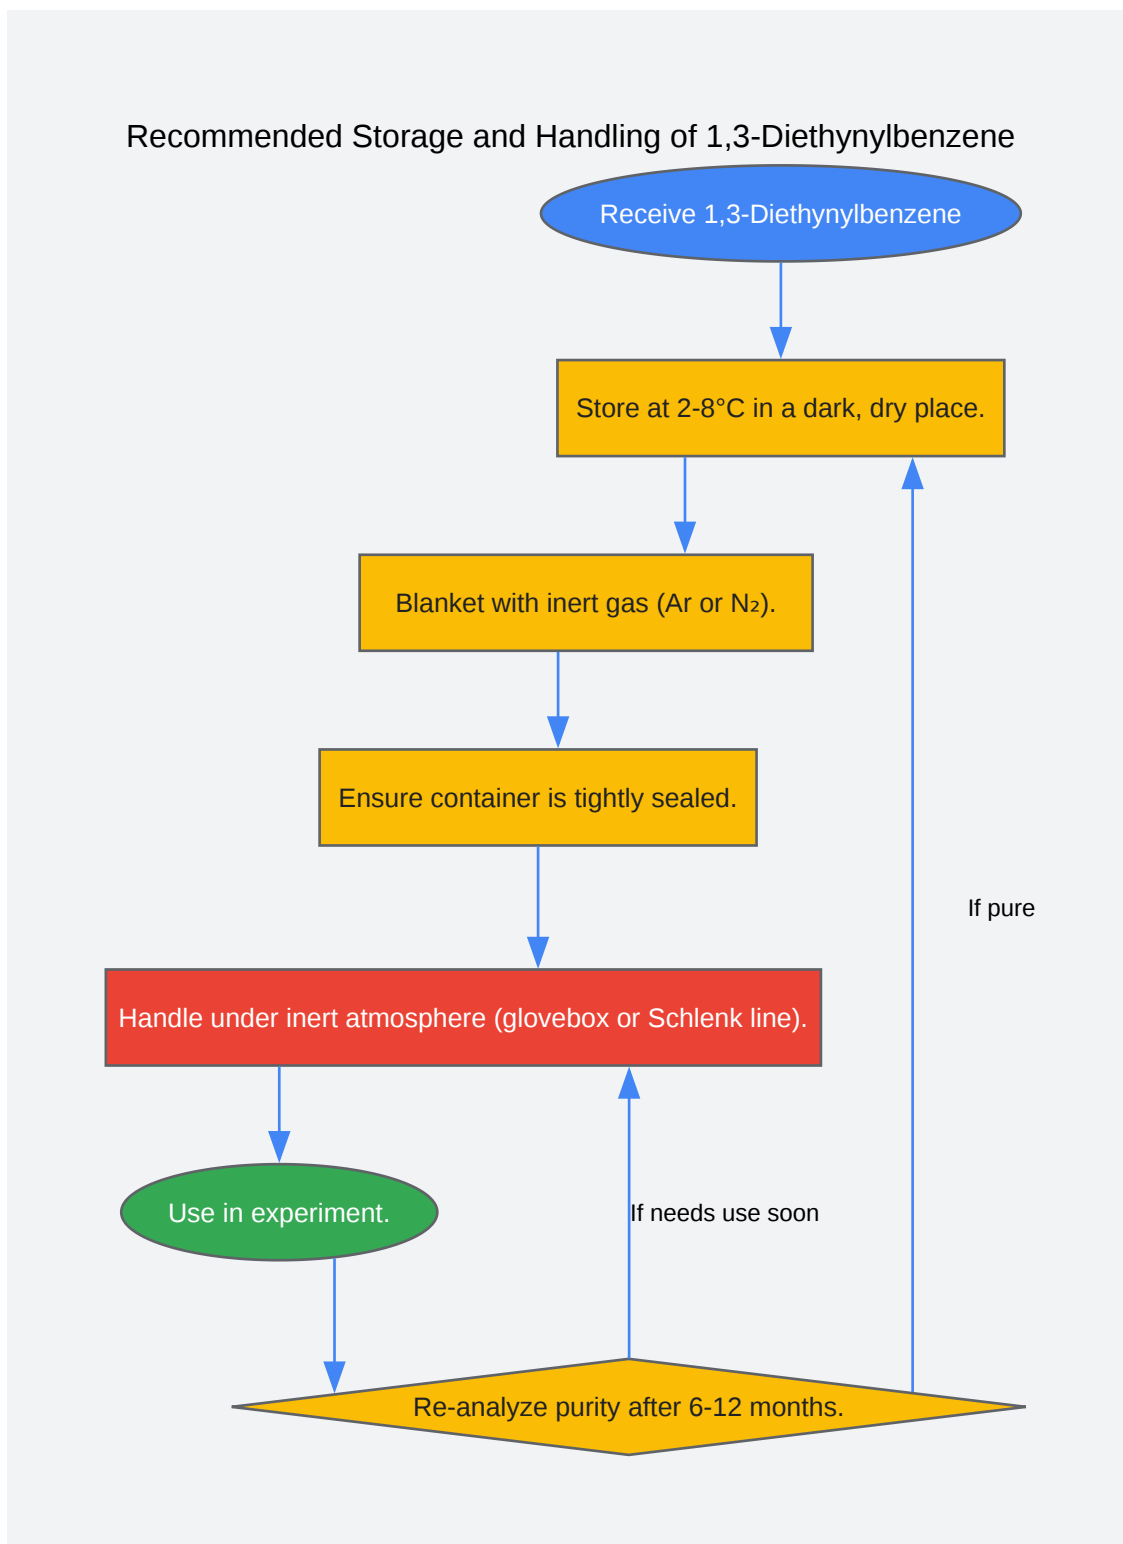 Recommended Storage and Handling of 1,3-Diethynylbenzene
Receive 1,3-Diethynylbenzene
Store at 2-8°C in a dark, dry place.
Blanket with inert gas (Ar or N₂).
Ensure container is tightly sealed.
If pure
Handle under inert atmosphere (glovebox or Schlenk line).
Use in experiment.
If needs use soon
Re-analyze purity after 6-12 months.